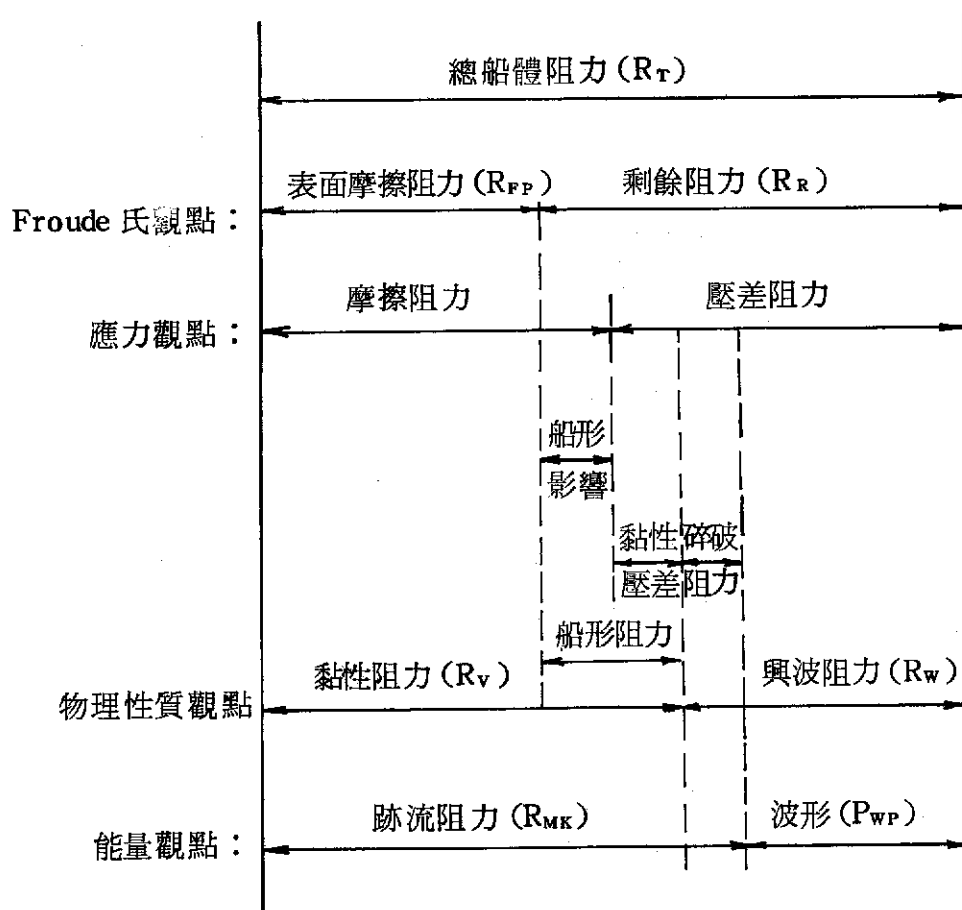 總船體阻力(RT)
表面摩擦阻力(RFP) 剩餘阻力(RR)
Froude 氏觀點：
摩擦阻力 壓差阻力
應力觀點：
船形
影響
黏性 碎破
壓差 阻力
船形阻力
黏性阻力(RV) 興波阻力(RW)
物理性質觀點
跡流阻力(RMK) 波形(PWP)
能量觀點：